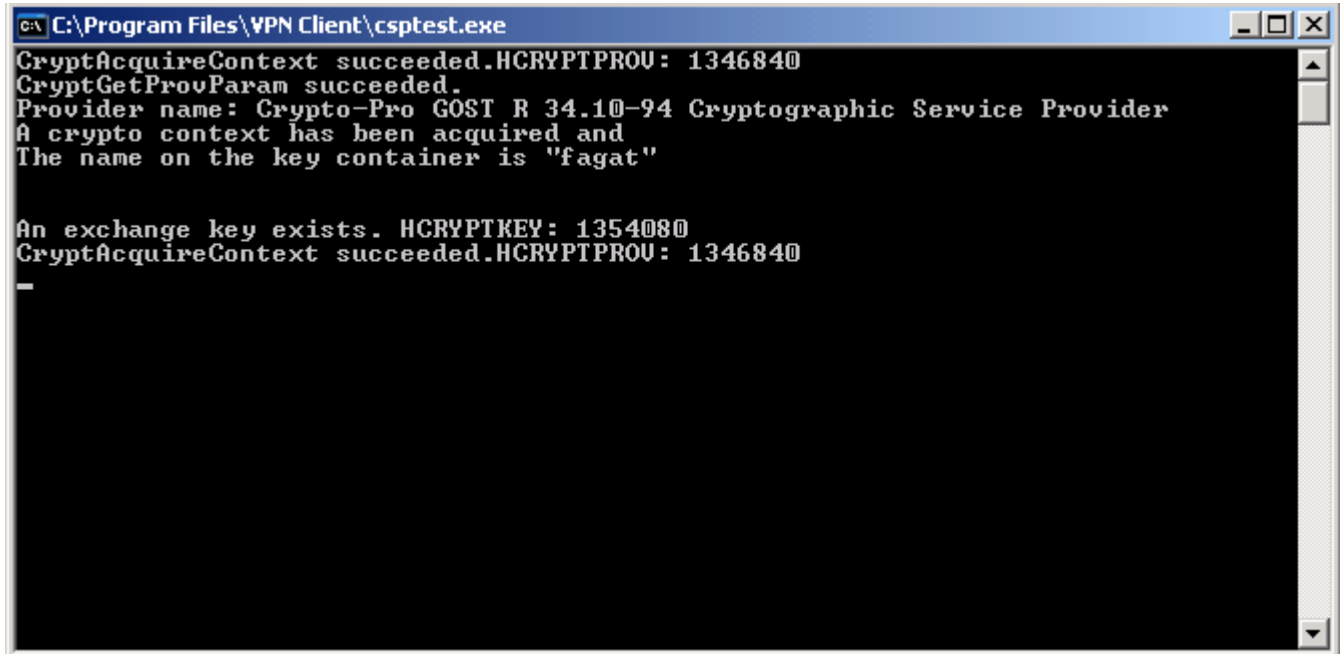 C:\Program Files\VPN Client\csptest.exe
CryptAcquireContext succeeded.HCRYPTPROV: 1346840
CryptGetProvParam succeeded.
Provider name: Crypto-Pro GOST R 34.10-94 Cryptographic Service Provider
A crypto context has been acquired and
The name on the key container is "fagat"
An exchange key exists. HCRYPTKEY: 1354080
CryptAcquireContext succeeded.HCRYPTPROV: 1346840